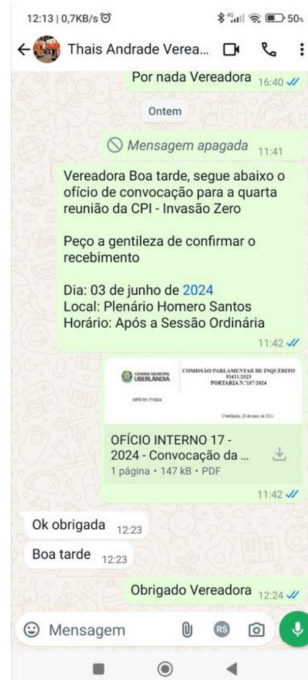 12:13 | 0,7KB/s
4G
50%
Thais Andrade Verea...
Por nada Vereadora 16:40
Ontem
Mensagem apagada 11:41
Vereadora Boa tarde, segue abaixo o
ofício de convocação para a quarta
reunião da CPI - Invasão Zero
Peço a gentileza de confirmar o
recebimento
Dia: 03 de junho de 2024
Local: Plenário Homero Santos
Horário: Após a Sessão Ordinária
11:42
CÂMARA MUNICIPAL
UBERLÂNDIA
COMISSÃO PARLAMENTAR DE INQUÉRITO
PORTARIA N.º 107/2024
OFÍCIO INTERNO 17 -
2024 - Convocação da ...
1 página • 147 kB • PDF
11:42
Ok obrigada 12:23
Boa tarde 12:23
Obrigado Vereadora 12:24
Mensagem
R$